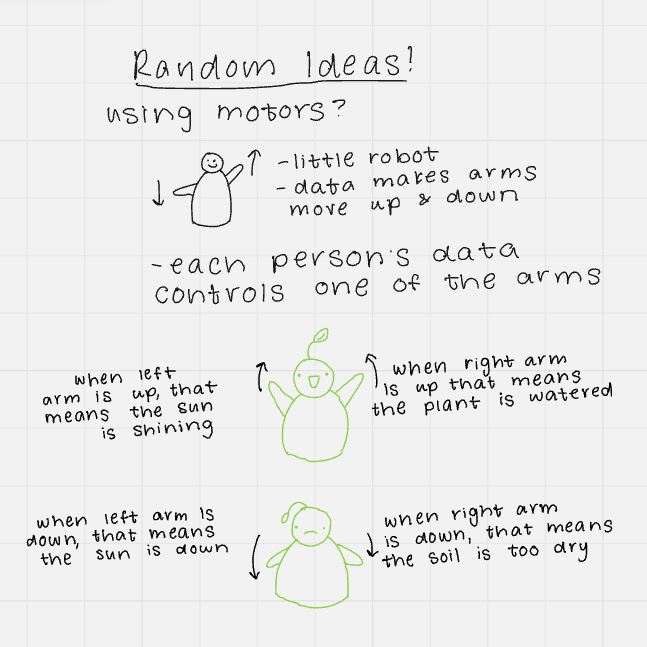 Random Ideas!
using motors?
-little robot
- data makes arms
move up & down
-each person's data
controls one of the arms
when left
arm is up, that
means the sun
is shining
when right arm
is up that means
the plant is watered
when left arm is
down, that means
the sun is down
when right arm
is down, that means
the soil is too dry